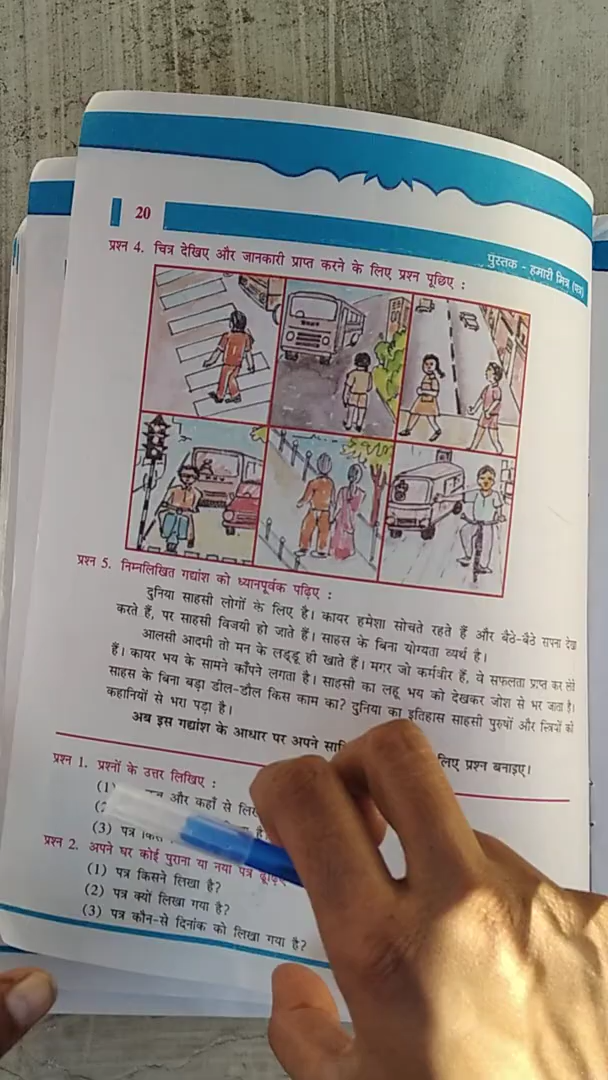 20
पुस्तक - हमारी मित्र (पत्र)
प्रश्न 4. चित्र देखिए और जानकारी प्राप्त करने के लिए प्रश्न पूछिए :
प्रश्न 5. निम्नलिखित गद्यांश को ध्यानपूर्वक पढ़िए :
दुनिया साहसी लोगों के लिए है। कायर हमेशा सोचते रहते हैं और बैठे-बैठे सपना देखा
करते हैं, पर साहसी विजयी हो जाते हैं। साहस के बिना योग्यता व्यर्थ है।
आलसी आदमी तो मन के लड्डू ही खाते हैं। मगर जो कर्मवीर हैं, वे सफलता प्राप्त कर लेते
हैं। कायर भय के सामने काँपने लगता है। साहसी का लहू भय को देखकर जोश से भर जाता है।
साहस के बिना बड़ा डील-डौल किस काम का? दुनिया का इतिहास साहसी पुरुषों और स्त्रियों की
कहानियों से भरा पड़ा है।
अब इस गद्यांश के आधार पर अपने लिए प्रश्न बनाइए।
प्रश्न 1. प्रश्नों के उत्तर लिखिए :
(1) और कहाँ से
(3) पत्र
प्रश्न 2. अपने घर कोई पुराना या नया पत्र
(1) पत्र किसने लिखा है?
(2) पत्र क्यों लिखा गया है?
(3) पत्र कौन-से दिनांक को लिखा गया है?